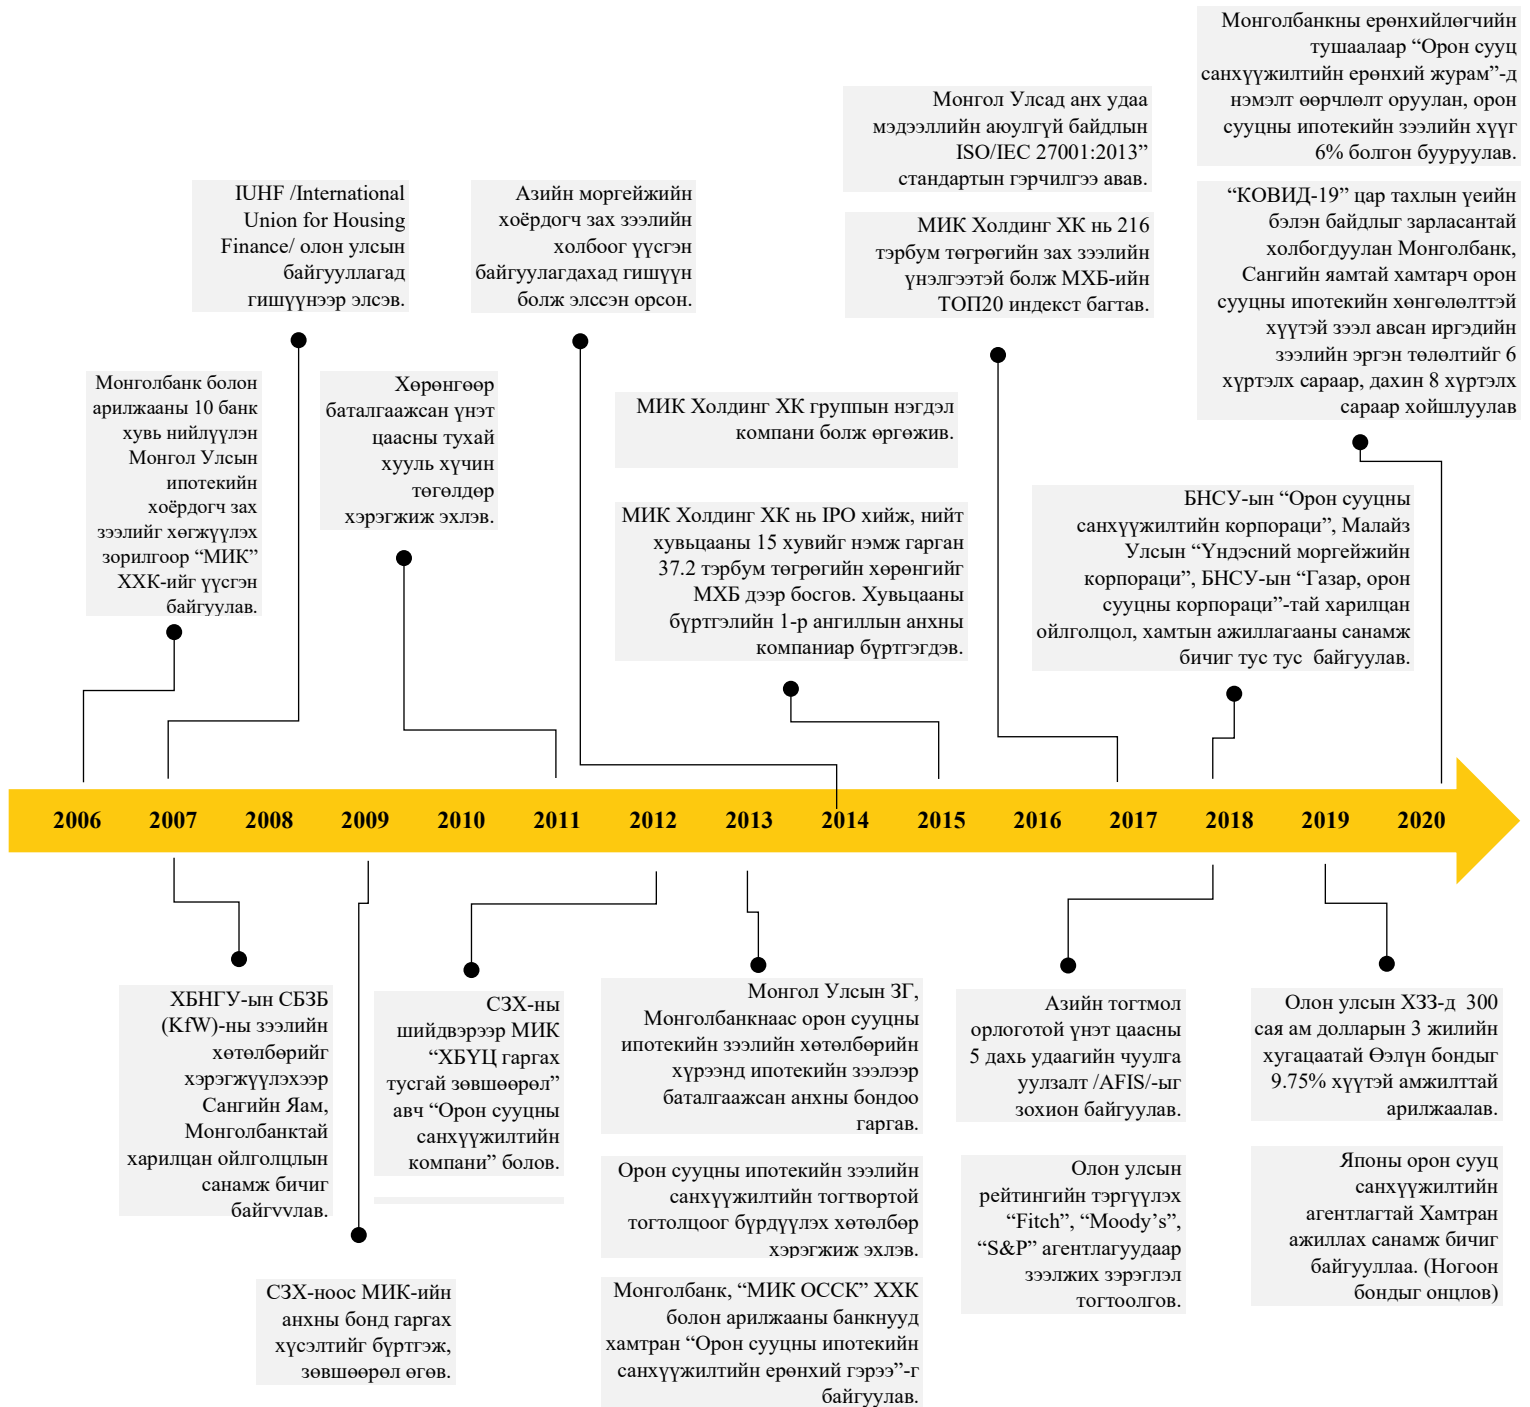 Монголбанкны ерөнхийлөгчийн
тушаалаар “Орон сууц
санхүүжилтийн ерөнхий журам”-д
нэмэлт өөрчлөлт оруулан, орон
сууцны ипотекийн зээлийн хүүг
6% болгон бууруулав.
Монгол Улсад анх удаа
мэдээллийн аюулгүй байдлын
ISO/IEC 27001:2013”
стандартын гэрчилгээ авав.
IUHF /International
Union for Housing
Finance/ олон улсын
байгууллагад
гишүүнээр элсэв.
Азийн моргейжийн
хоёрдогч зах зээлийн
холбоог үүсгэн
байгуулагдахад гишүүн
болж элссэн орсон.
МИК Холдинг ХК нь 216
тэрбум төгрөгийн зах зээлийн
үнэлгээтэй болж МХБ-ийн
ТОП20 индекст багтав.
“КОВИД-19” цар тахлын үеийн
бэлэн байдлыг зарласантай
холбогдуулан Монголбанк,
Сангийн яамтай хамтарч орон
сууцны ипотекийн хөнгөлөлттэй
хүүтэй зээл авсан иргэдийн
зээлийн эргэн төлөлтийг 6
хүртэлх сараар, дахин 8 хүртэлх
сараар хойшлуулав
Монголбанк болон
арилжааны 10 банк
хувь нийлүүлэн
Монгол Улсын
ипотекийн
хоёрдогч зах
зээлийг хөгжүүлэх
зорилгоор “МИК”
ХХК-ийг үүсгэн
байгуулав.
Хөрөнгөөр
баталгаажсан үнэт
цаасны тухай
хууль хүчин
төгөлдөр
хэрэгжиж эхлэв.
МИК Холдинг ХК группын нэгдэл
компани болж өргөжив.
МИК Холдинг ХК нь IPO хийж, нийт
хувьцааны 15 хувийг нэмж гарган
37.2 тэрбум төгрөгийн хөрөнгийг
МХБ дээр босгов. Хувьцааны
бүртгэлийн 1-р ангиллын анхны
компаниар бүртгэгдэв.
БНСУ-ын “Орон сууцны
санхүүжилтийн корпораци”, Малайз
Улсын “Үндэсний моргейжийн
корпораци”, БНСУ-ын “Газар, орон
сууцны корпораци”-тай харилцан
ойлголцол, хамтын ажиллагааны санамж
бичиг тус тус байгуулав.
2006 2007 2008 2009 2010 2011 2012 2013 2014 2015 2016 2017 2018 2019 2020
ХБНГУ-ын СБЗБ
(KfW)-ны зээлийн
хөтөлбөрийг
хэрэгжүүлэхээр
Сангийн Яам,
Монголбанктай
харилцан ойлголцлын
санамж бичиг
байгуулав.
СЗХ-ноос МИК-ийн
анхны бонд гаргах
хүсэлтийг бүртгэж,
зөвшөөрөл өгөв.
СЗХ-ны
шийдвэрээр МИК
“ХБҮЦ гаргах
тусгай зөвшөөрөл”
авч “Орон сууцны
санхүүжилтийн
компани” болов.
Монгол Улсын ЗГ,
Монголбанкнаас орон сууцны
ипотекийн зээлийн хөтөлбөрийн
хүрээнд ипотекийн зээлээр
баталгаажсан анхны бондоо
гаргав.
Орон сууцны ипотекийн зээлийн
санхүүжилтийн тогтвортой
тогтолцоог бүрдүүлэх хөтөлбөр
хэрэгжиж эхлэв.
Монголбанк, “МИК ОССК” ХХК
болон арилжааны банкнууд
хамтран “Орон сууцны ипотекийн
санхүүжилтийн ерөнхий гэрээ”-г
байгуулав.
Азийн тогтмол
орлоготой үнэт цаасны
5 дахь удаагийн чуулга
уулзалт /AFIS/-ыг
зохион байгуулав.
Олон улсын
рейтингийн тэргүүлэх
“Fitch”, “Moody’s”,
“S&P” агентлагуудаар
зээлжих зэрэглэл
тогтоолгов.
Олон улсын ХЗЗ-д 300
сая ам долларын 3 жилийн
хугацаатай Өэлүн бондыг
9.75% хүүтэй амжилттай
арилжаалав.
Японы орон сууц
санхүүжилтийн
агентлагтай Хамтран
ажиллах санамж бичиг
байгууллаа. (Ногоон
бондыг онцлов)